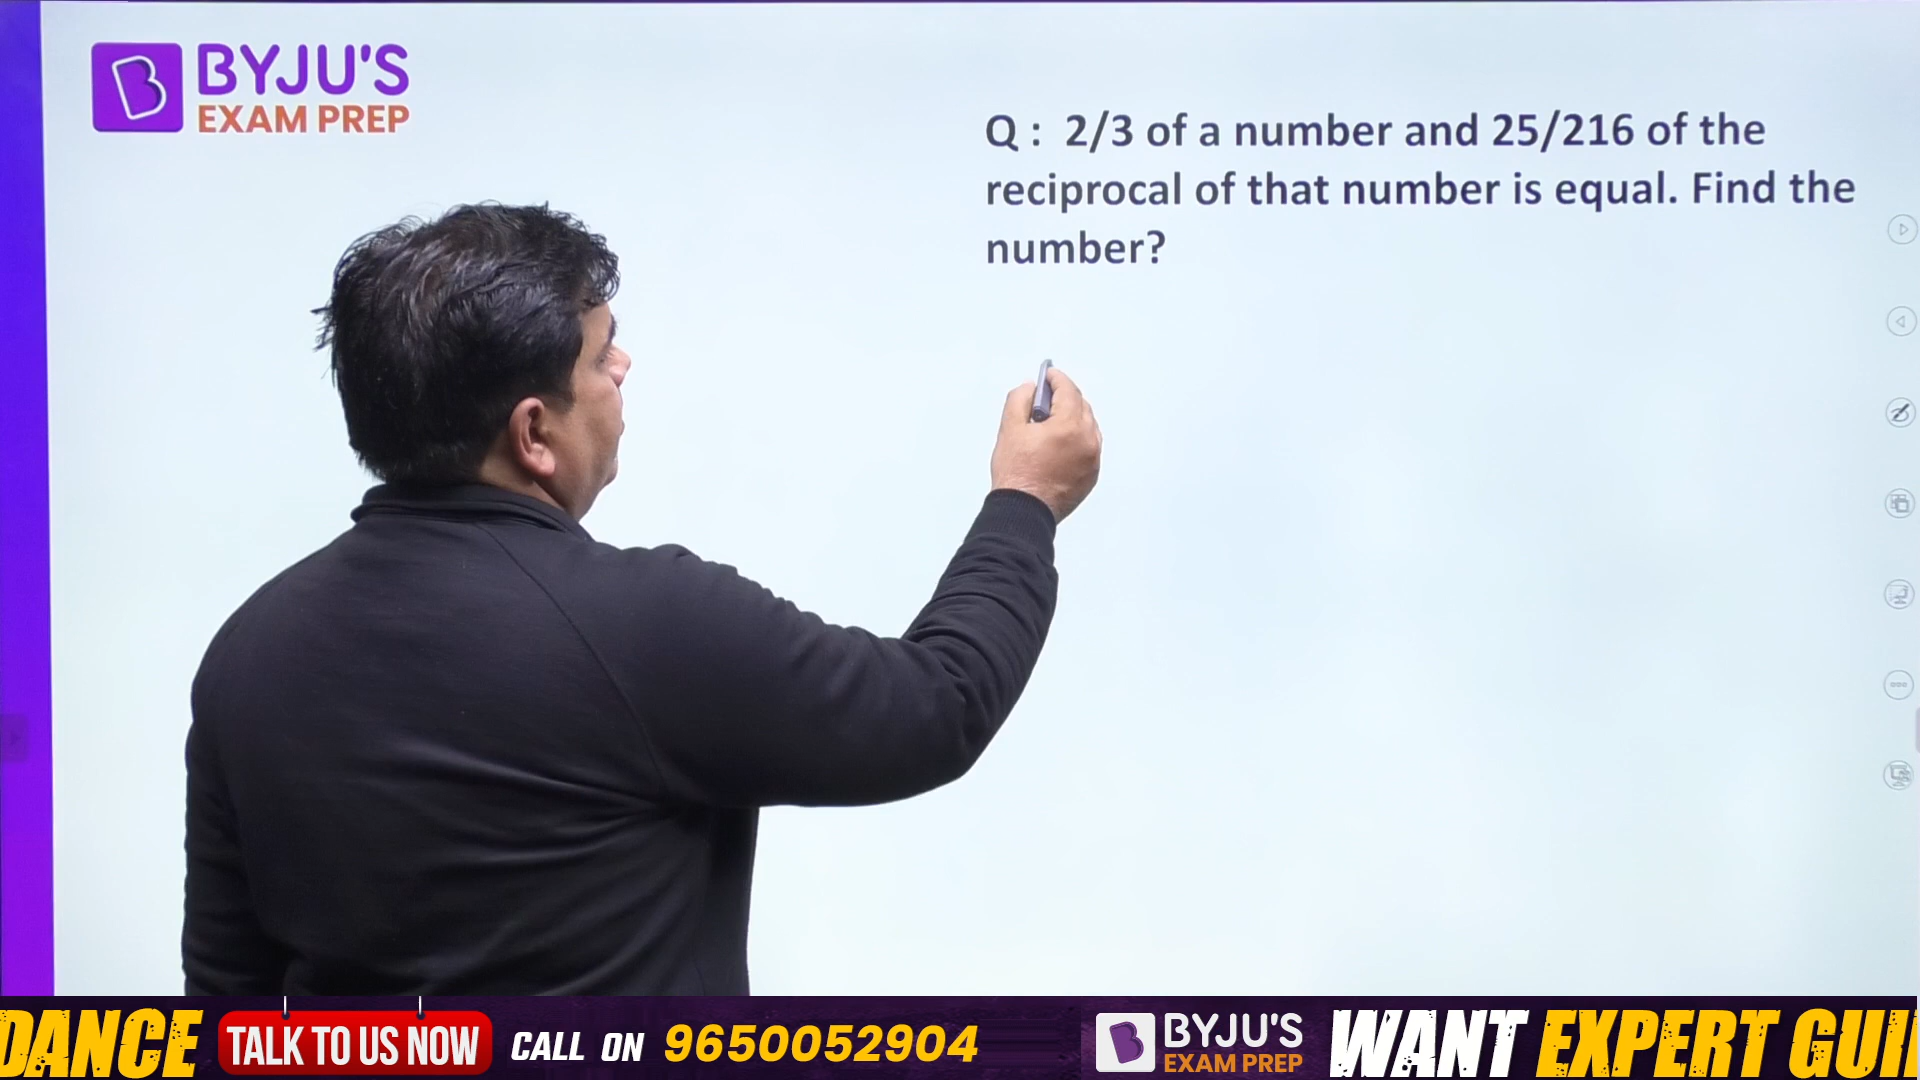 BYJU'S
EXAM PREP
Q : 2/3 of a number and 25/216 of the
reciprocal of that number is equal. Find the
number?
DANCE
TALK TO US NOW
CALL ON 9650052904
BYJU'S
EXAM PREP
WANT EXPERT GUI